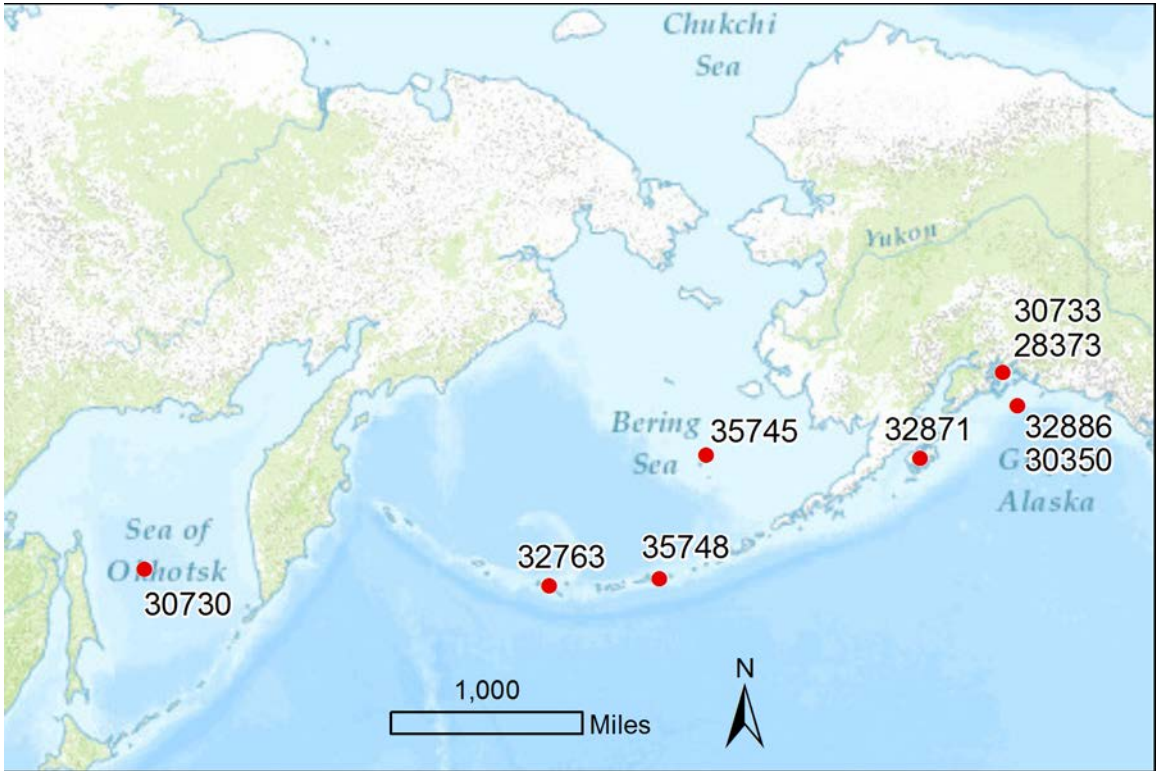 Chukchi
Sea
Yukon
30733
28373
Bering
Sea
35745
32871
32886
30350
G
Alaska
Sea of
Okhotsk
30730
32763
35748
1,000
Miles
N